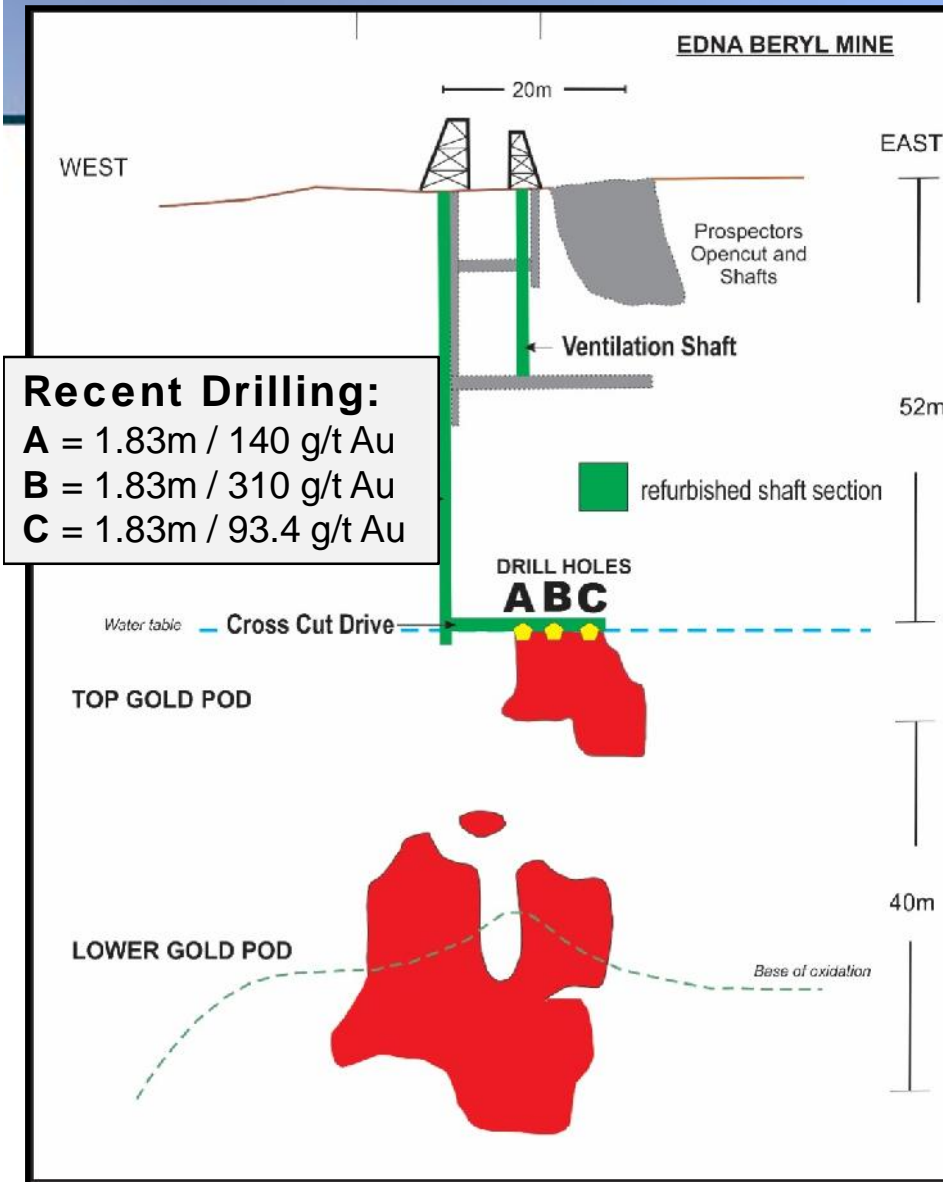 EDNA BERYL MINE
20m
WEST
EAST
Prospectors
Opencut and
Shafts
Ventilation Shaft
Recent Drilling:
A = 1.83m / 140 g/t Au
B = 1.83m / 310 g/t Au
C = 1.83m / 93.4 g/t Au
52m
refurbished shaft section
DRILL HOLES
ABC
Water table
Cross Cut Drive
TOP GOLD POD
40m
LOWER GOLD POD
Base of oxidation